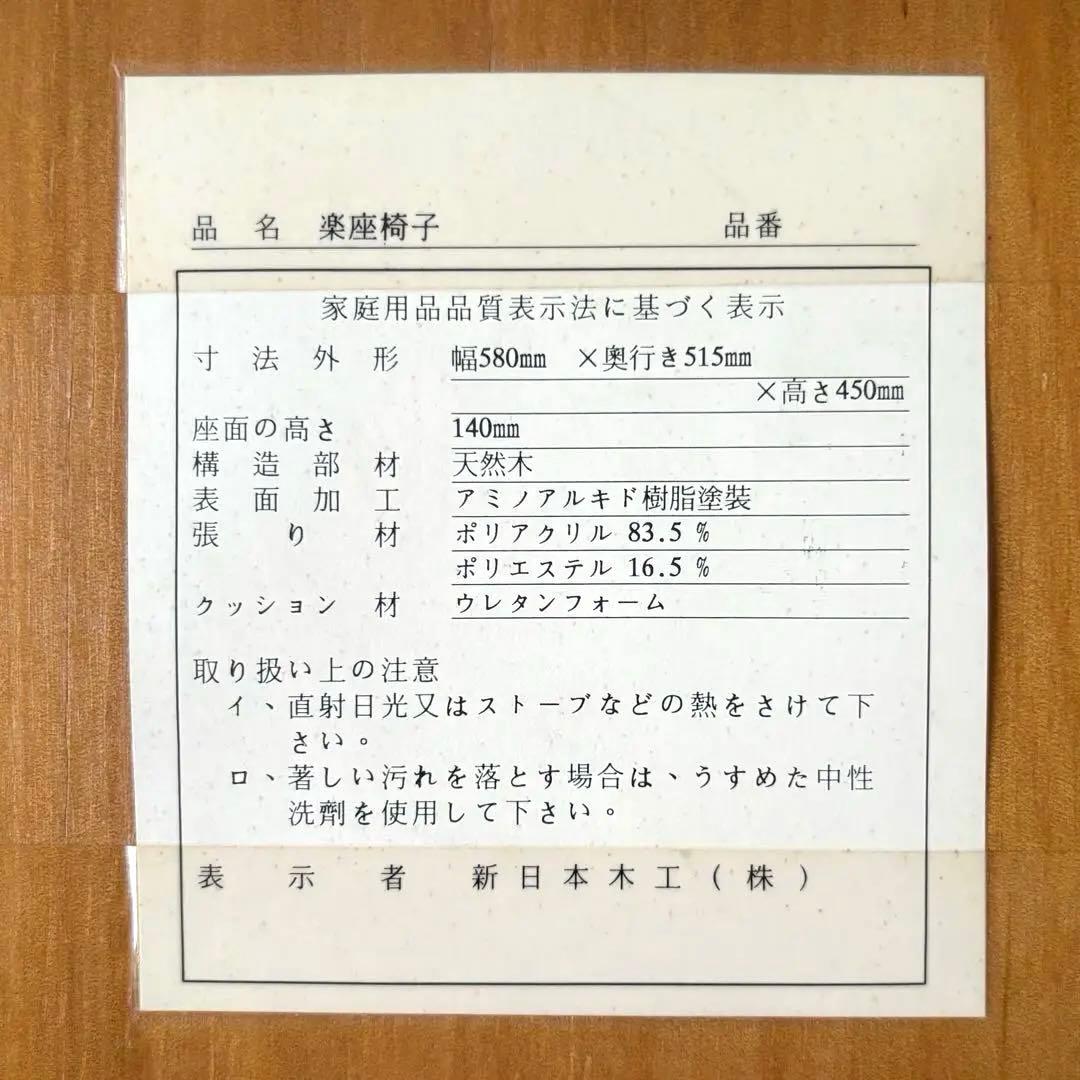 品名 楽座椅子 品番
家庭用品品質表示法に基づく表示
寸法外形 幅580mm ×奥行き515mm
×高さ450mm
座面の高さ 140mm
構造部材 天然木
表面加工 アミノアルキド樹脂塗装
張り材 ポリアクリル 83.5 %
ポリエステル 16.5 %
クッション材 ウレタンフォーム
取り扱い上の注意
イ、直射日光又はストーブなどの熱をさけて下
さい。
ロ、著しい汚れを落とす場合は、うすめた中性
洗剤を使用して下さい。
表示者 新日本木工(株)